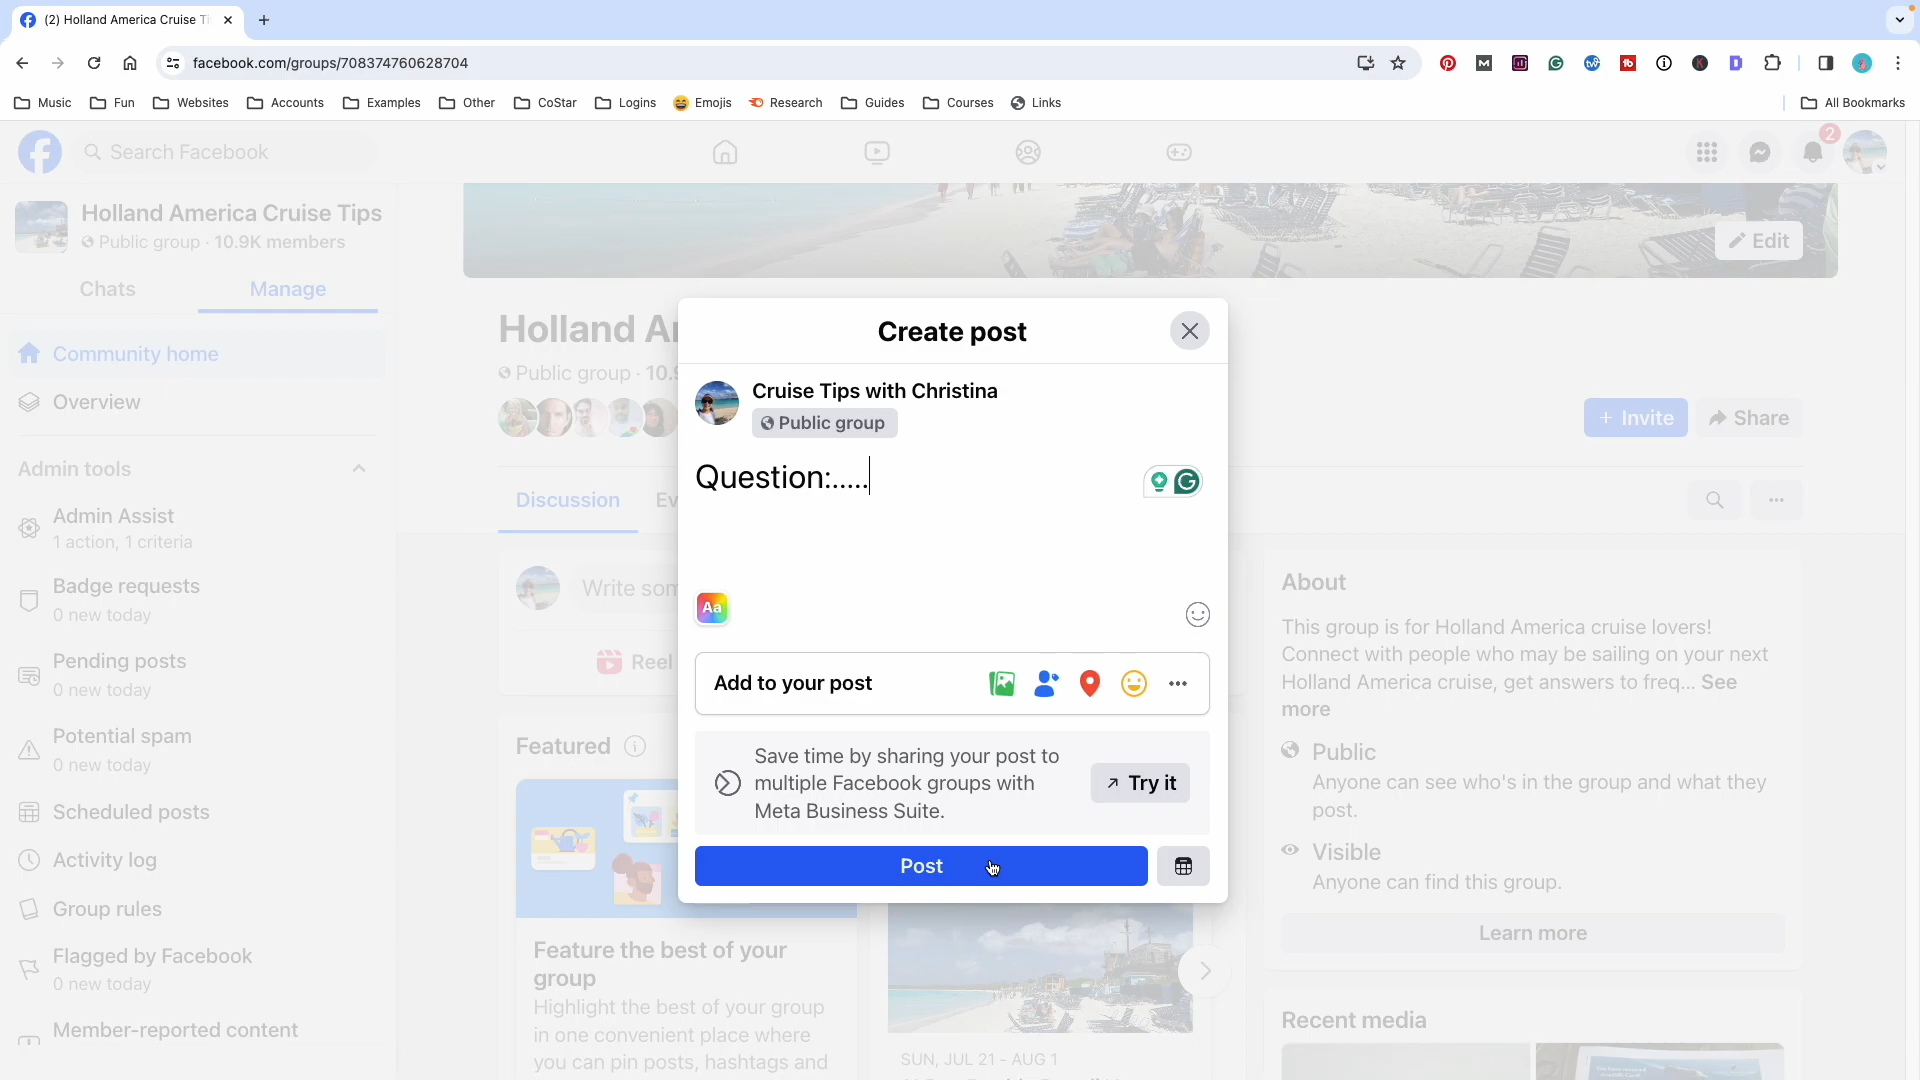 (2) Holland America Cruise Ti
facebook.com/groups/708374760628704
Music
Fun
Websites
Accounts
Examples
Other
CoStar
Logins
Emojis
Research
Guides
Courses
Links
All Bookmarks
Search Facebook
2
Holland America Cruise Tips
Public group · 10.9K members
Chats
Manage
Community home
Overview
Admin tools
Admin Assist
1 action, 1 criteria
Badge requests
0 new today
Pending posts
0 new today
Potential spam
0 new today
Scheduled posts
Activity log
Group rules
Flagged by Facebook
0 new today
Member-reported content
Edit
Holland A
Public group · 10.9
+ Invite
Share
Discussion
Ev
Write som
Reel
Featured
Feature the best of your
group
Highlight the best of your group
in one convenient place where
you can pin posts, hashtags and
Create post
Cruise Tips with Christina
Public group
Question:.....
Aa
Add to your post
Save time by sharing your post to
multiple Facebook groups with
Meta Business Suite.
Try it
Post
SUN, JUL 21 - AUG 1
About
This group is for Holland America cruise lovers!
Connect with people who may be sailing on your next
Holland America cruise, get answers to freq... See
more
Public
Anyone can see who's in the group and what they
post.
Visible
Anyone can find this group.
Learn more
Recent media